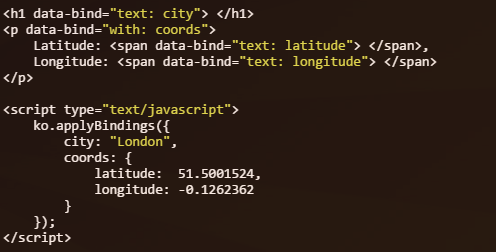 <h1 data-bind="text: city"> </h1>
<p data-bind="with: coords">
    Latitude: <span data-bind="text: latitude"> </span>,
    Longitude: <span data-bind="text: longitude"> </span>
</p>

<script type="text/javascript">
    ko.applyBindings({
        city: "London",
        coords: {
            latitude:  51.5001524,
            longitude: -0.1262362
        }
    });
</script>